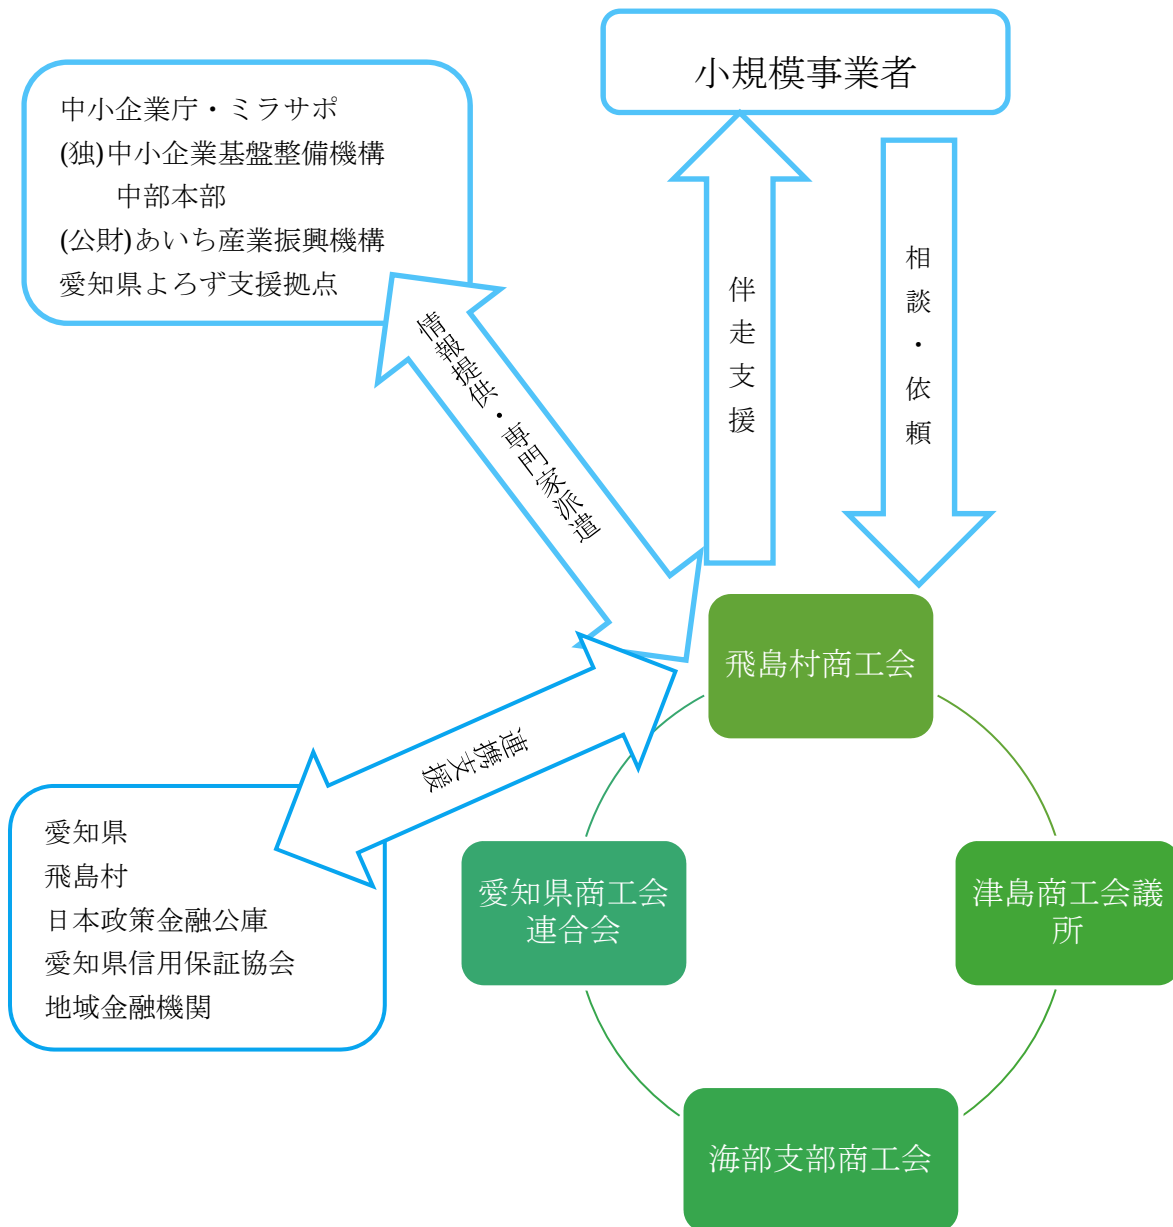 小規模事業者
中小企業庁・ミラサポ
(独)中小企業基盤整備機構
中部本部
(公財)あいち産業振興機構
愛知県よろず支援拠点
伴走支援
相談・依頼
情報提供・専門家派遣
飛島村商工会
連携支援
愛知県
飛島村
日本政策金融公庫
愛知県信用保証協会
地域金融機関
愛知県商工会
連合会
津島商工会議
所
海部支部商工会